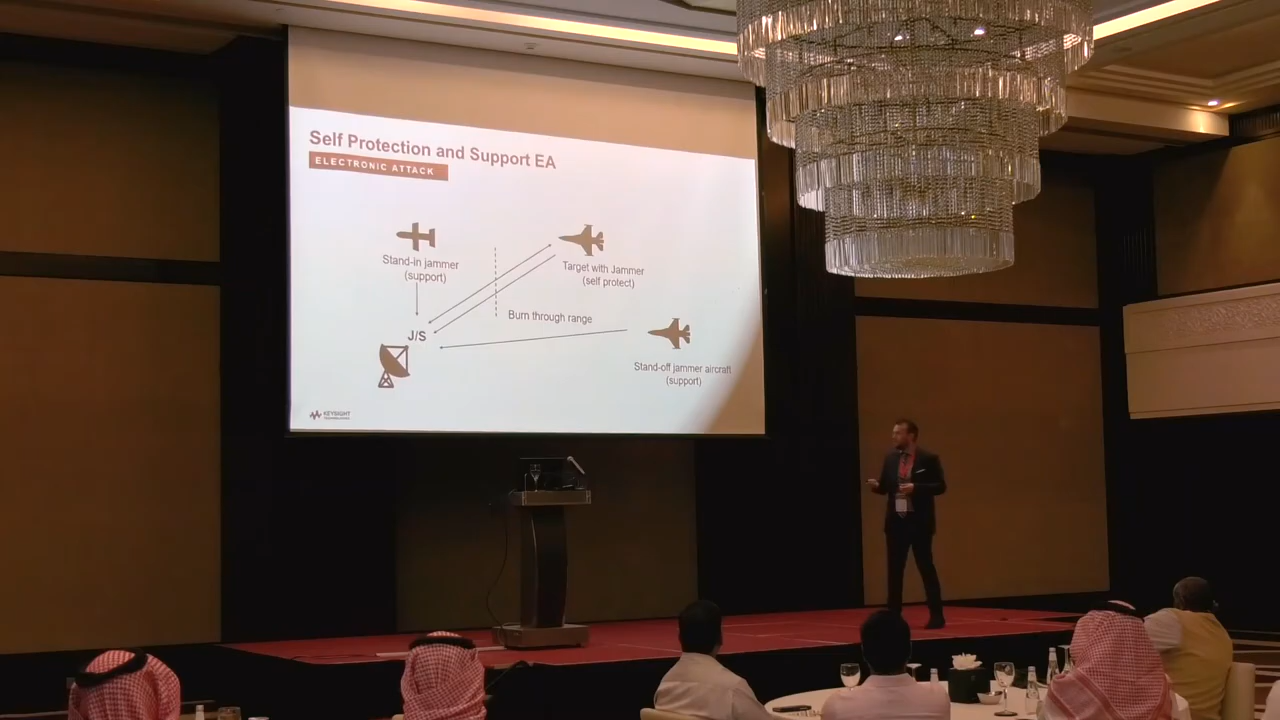 Self Protection and Support EA
ELECTRONIC ATTACK
Stand-in jammer
(support)
Target with Jammer
(self protect)
Burn through range
J/S
Stand-off jammer aircraft
(support)
KEYSIGHT
TECHNOLOGIES